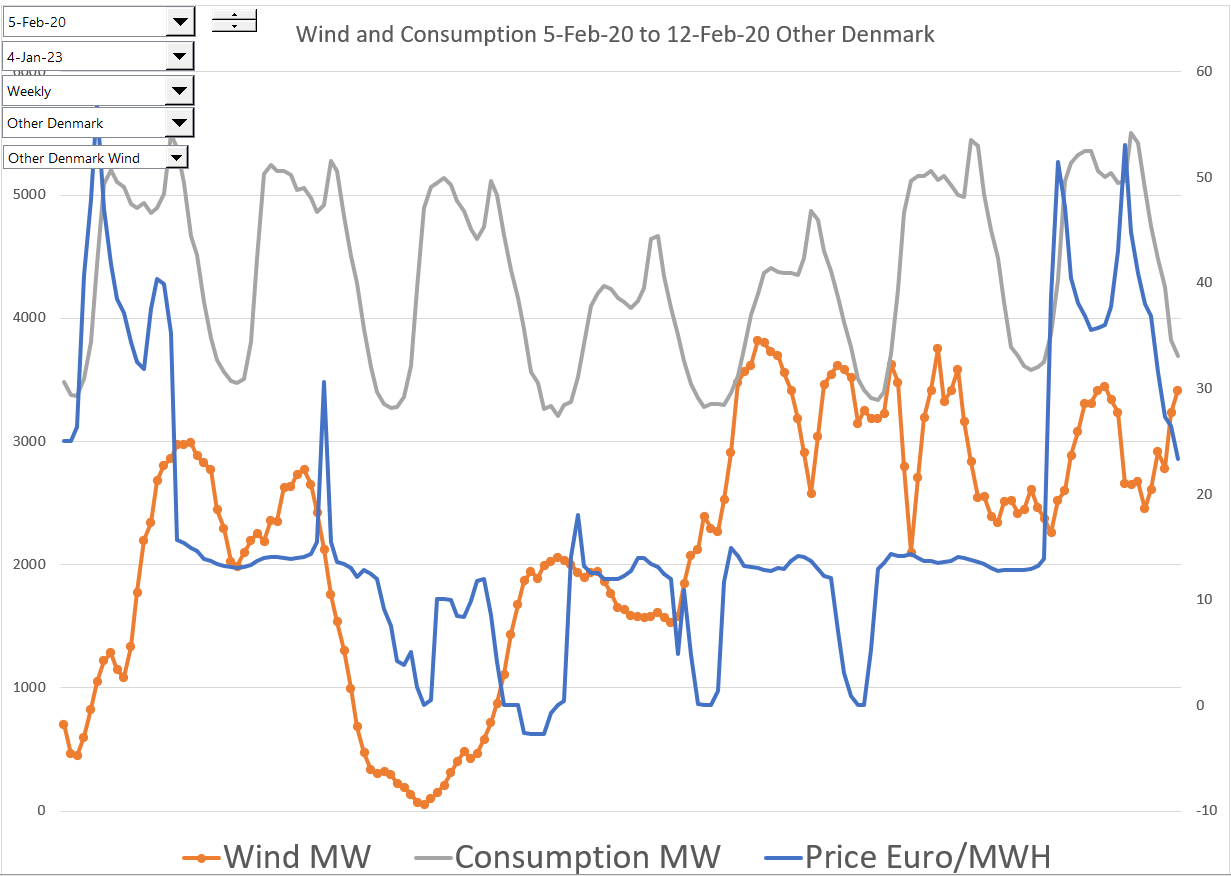 5-Feb-20
Wind and Consumption 5-Feb-20 to 12-Feb-20 Other Denmark
4-Jan-23
6000
60
Weekly
Other Denmark
Other Denmark Wind
50
5000
40
4000
30
3000
20
2000
10
1000
0
0
-10
Wind MW Consumption MW Price Euro/MWH